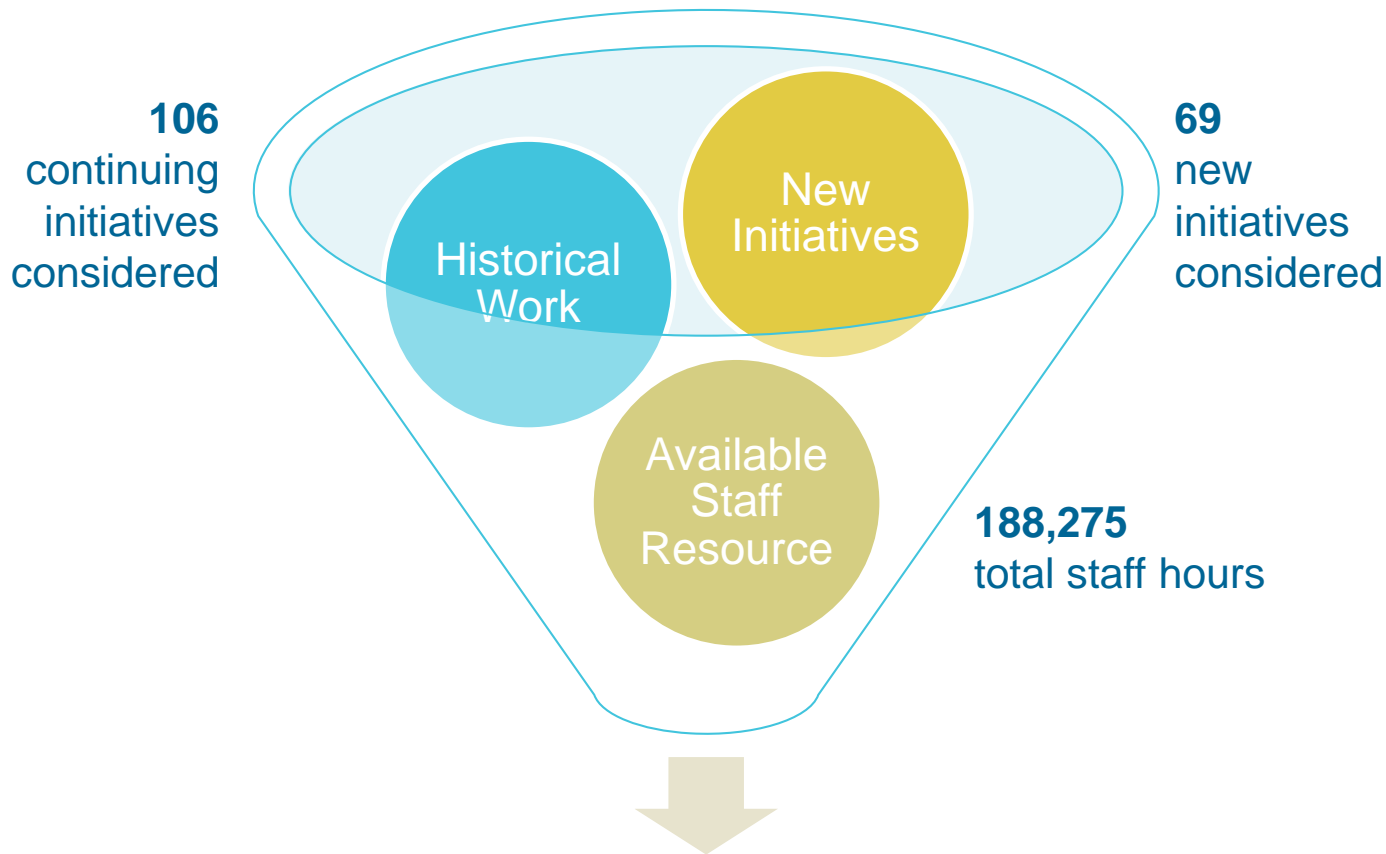 106
continuing
initiatives
considered
69
new
initiatives
considered
New
Initiatives
Historical
Work
Available
Staff
Resource
188,275
total staff hours